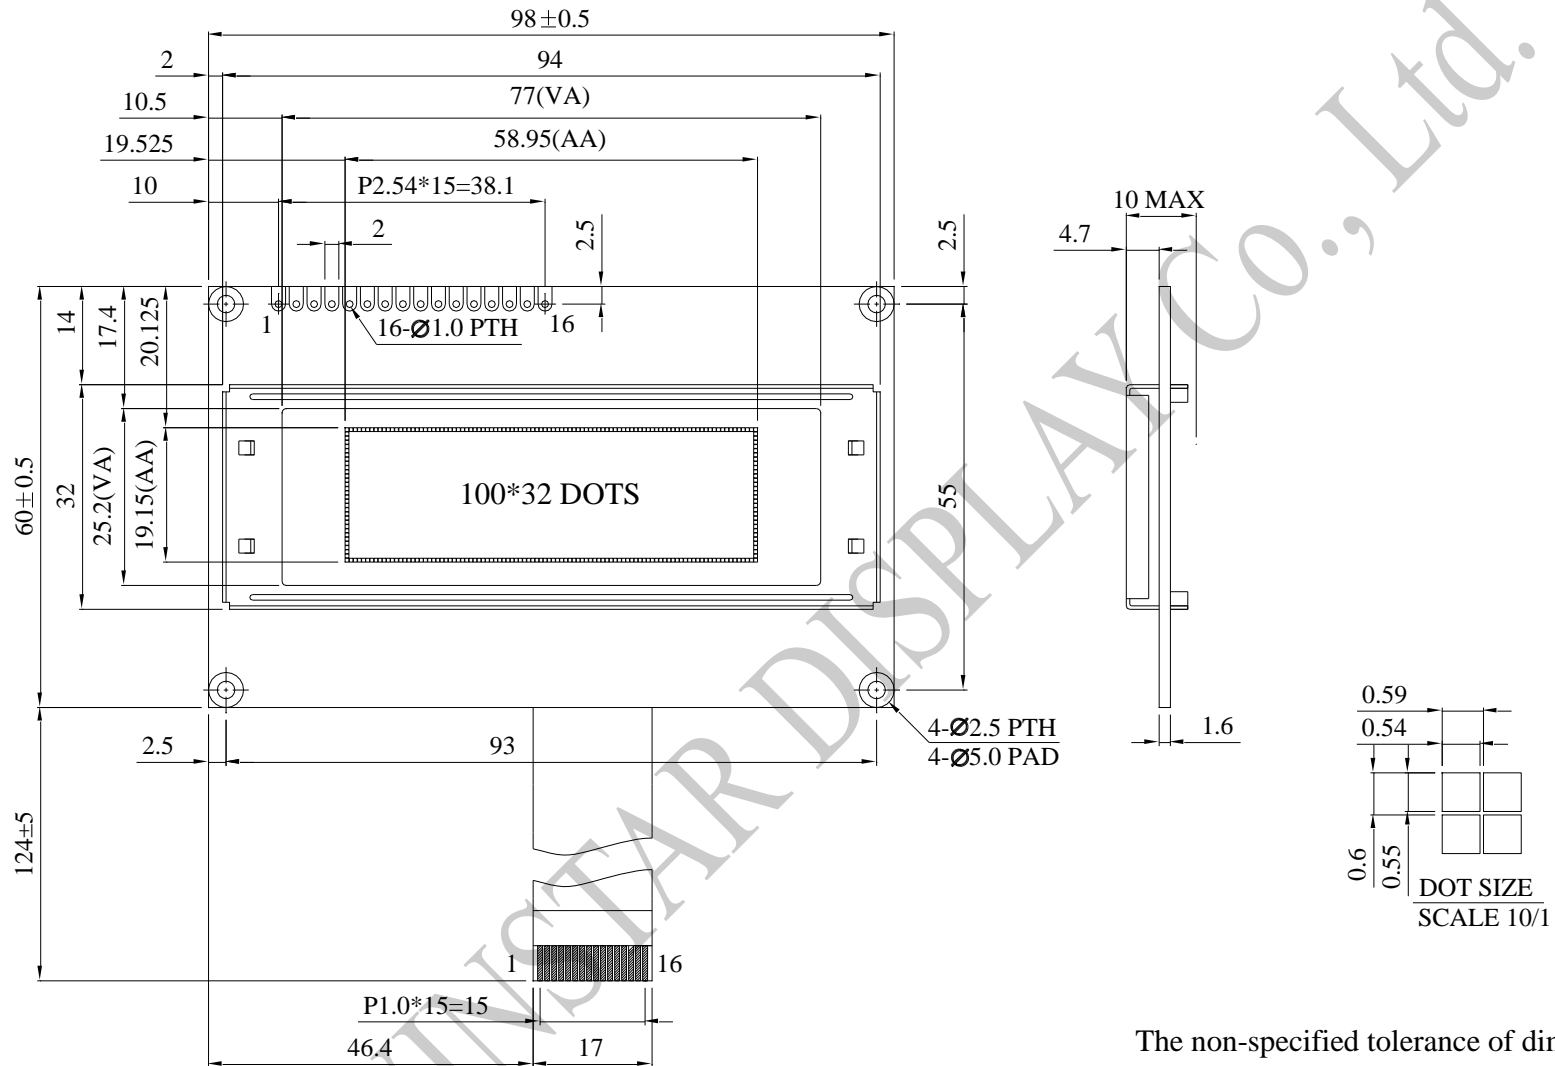 98±0.5
2
94
10.5
77(VA)
19.525
58.95(AA)
10
P2.54*15=38.1
2
2.5
2.5
10 MAX
4.7
1
16-Ø1.0 PTH
16
14
17.4
20.125
60±0.5
32
25.2(VA)
19.15(AA)
100*32 DOTS
55
4-Ø2.5 PTH
4-Ø5.0 PAD
1.6
2.5
93
124±5
0.59
0.54
0.6
0.55
DOT SIZE
SCALE 10/1
1
16
P1.0*15=15
46.4
17
The non-specified tolerance of
INSTAR DISPLAY Co., Ltd.